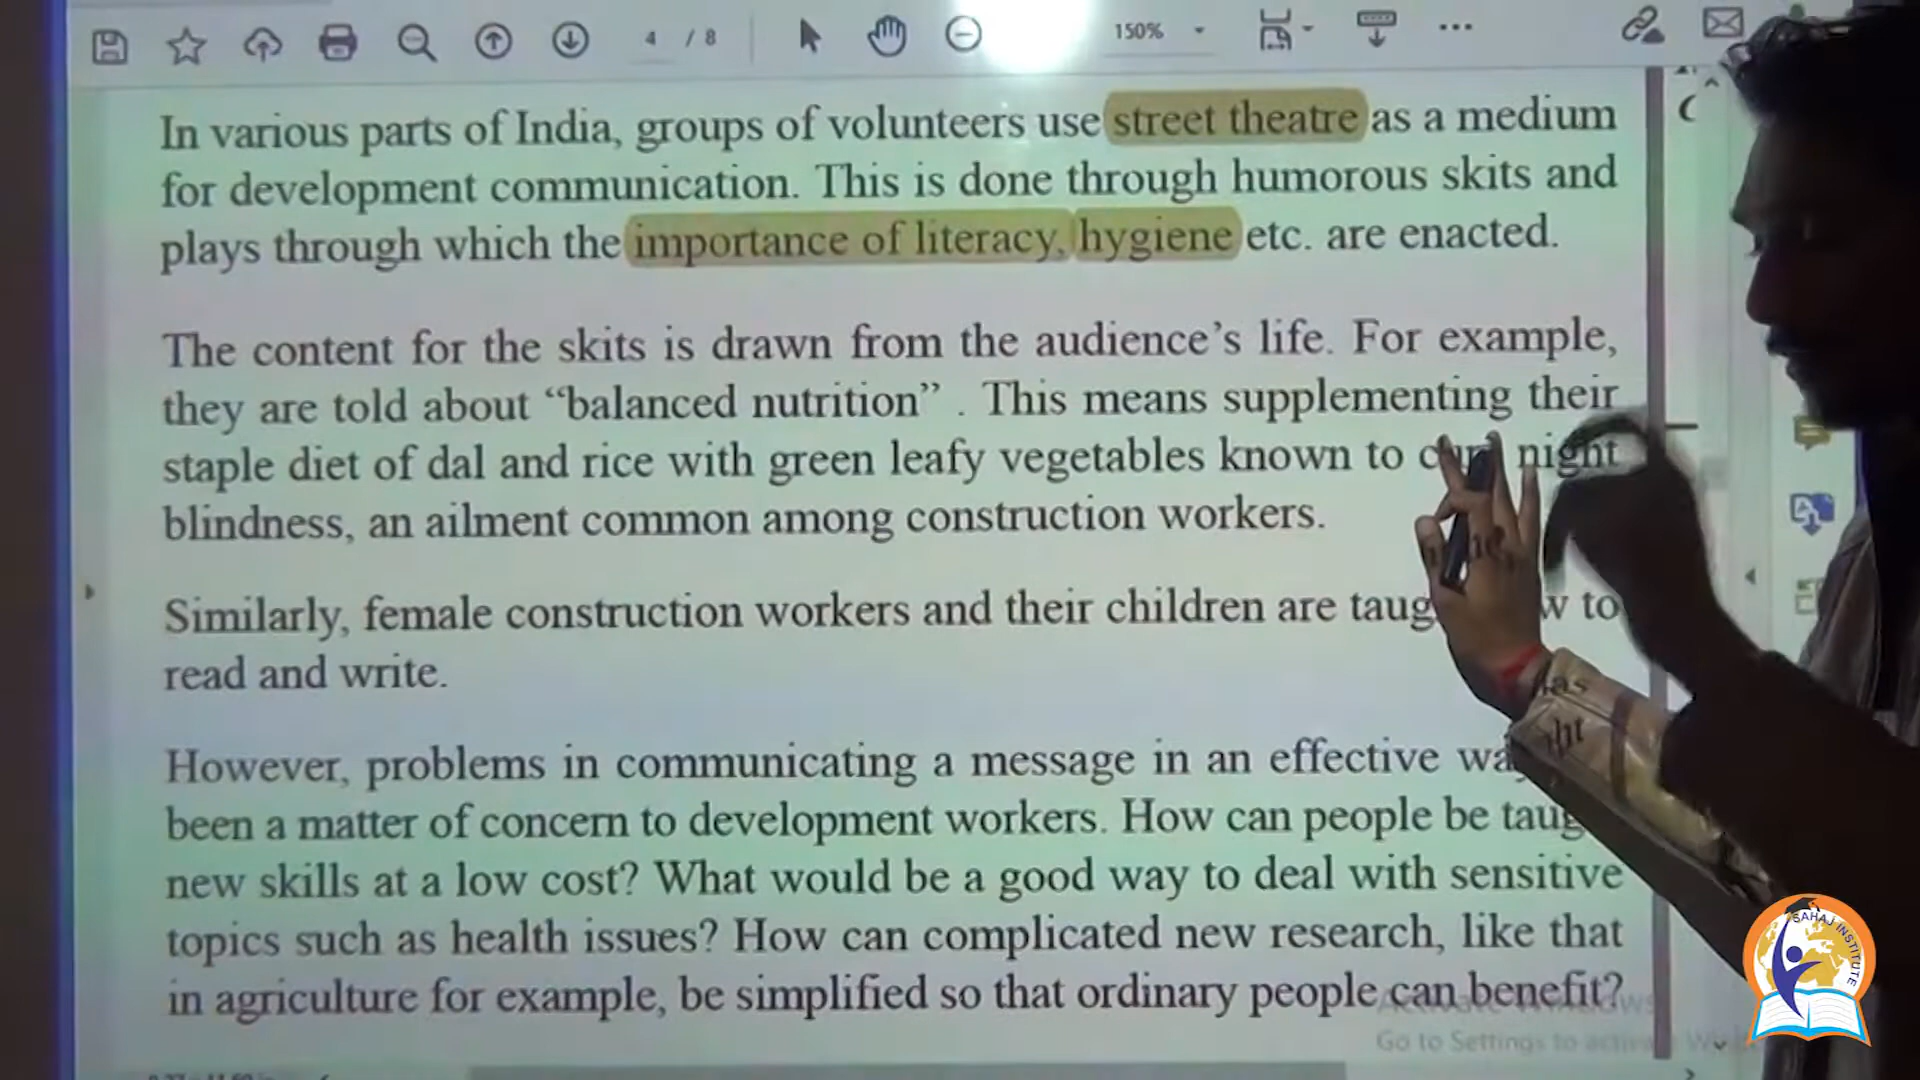 4 / 8
150%
In various parts of India, groups of volunteers use street theatre as a medium
for development communication. This is done through humorous skits and
plays through which the importance of literacy, hygiene etc. are enacted.
The content for the skits is drawn from the audience’s life. For example,
they are told about “balanced nutrition” . This means supplementing their
staple diet of dal and rice with green leafy vegetables known to night
blindness, an ailment common among construction workers.
Similarly, female construction workers and their children are to
read and write.
However, problems in communicating a message in an effective
been a matter of concern to development workers. How can people be
new skills at a low cost? What would be a good way to deal with sensitive
topics such as health issues? How can complicated new research, like that
in agriculture for example, be simplified so that ordinary people can benefit?
Go to Settings to
SAHAJ INSTITUTE